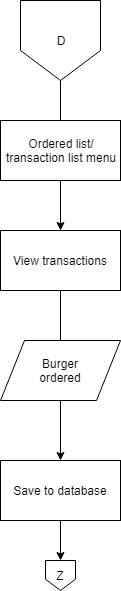 D
Ordered list/
transaction list menu
View transactions
Burger
ordered
Save to database
Z